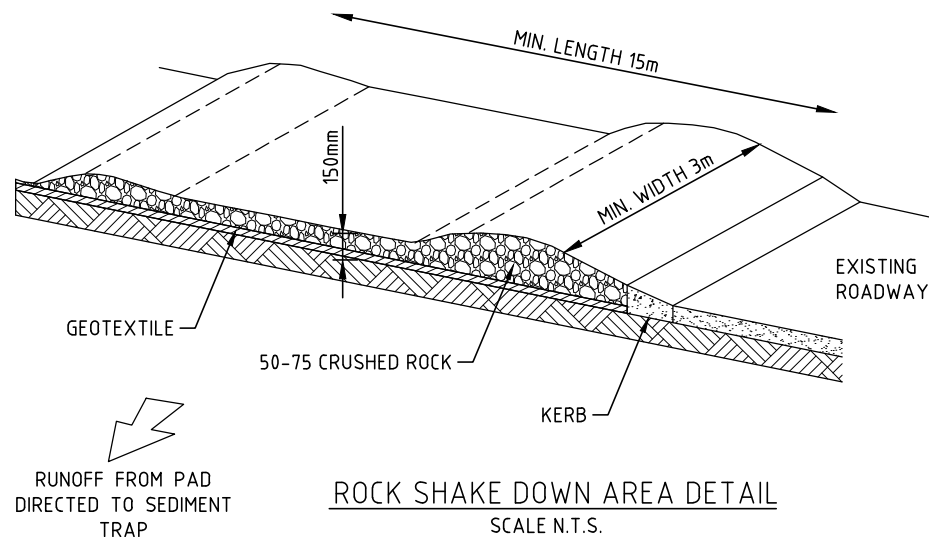 MIN. LENGTH 15m
150mm
MIN. WIDTH 3m
EXISTING
ROADWAY
GEOTEXTILE
50-75 CRUSHED ROCK
KERB
RUNOFF FROM PAD
DIRECTED TO SEDIMENT
TRAP
ROCK SHAKE DOWN AREA DETAIL
SCALE N.T.S.